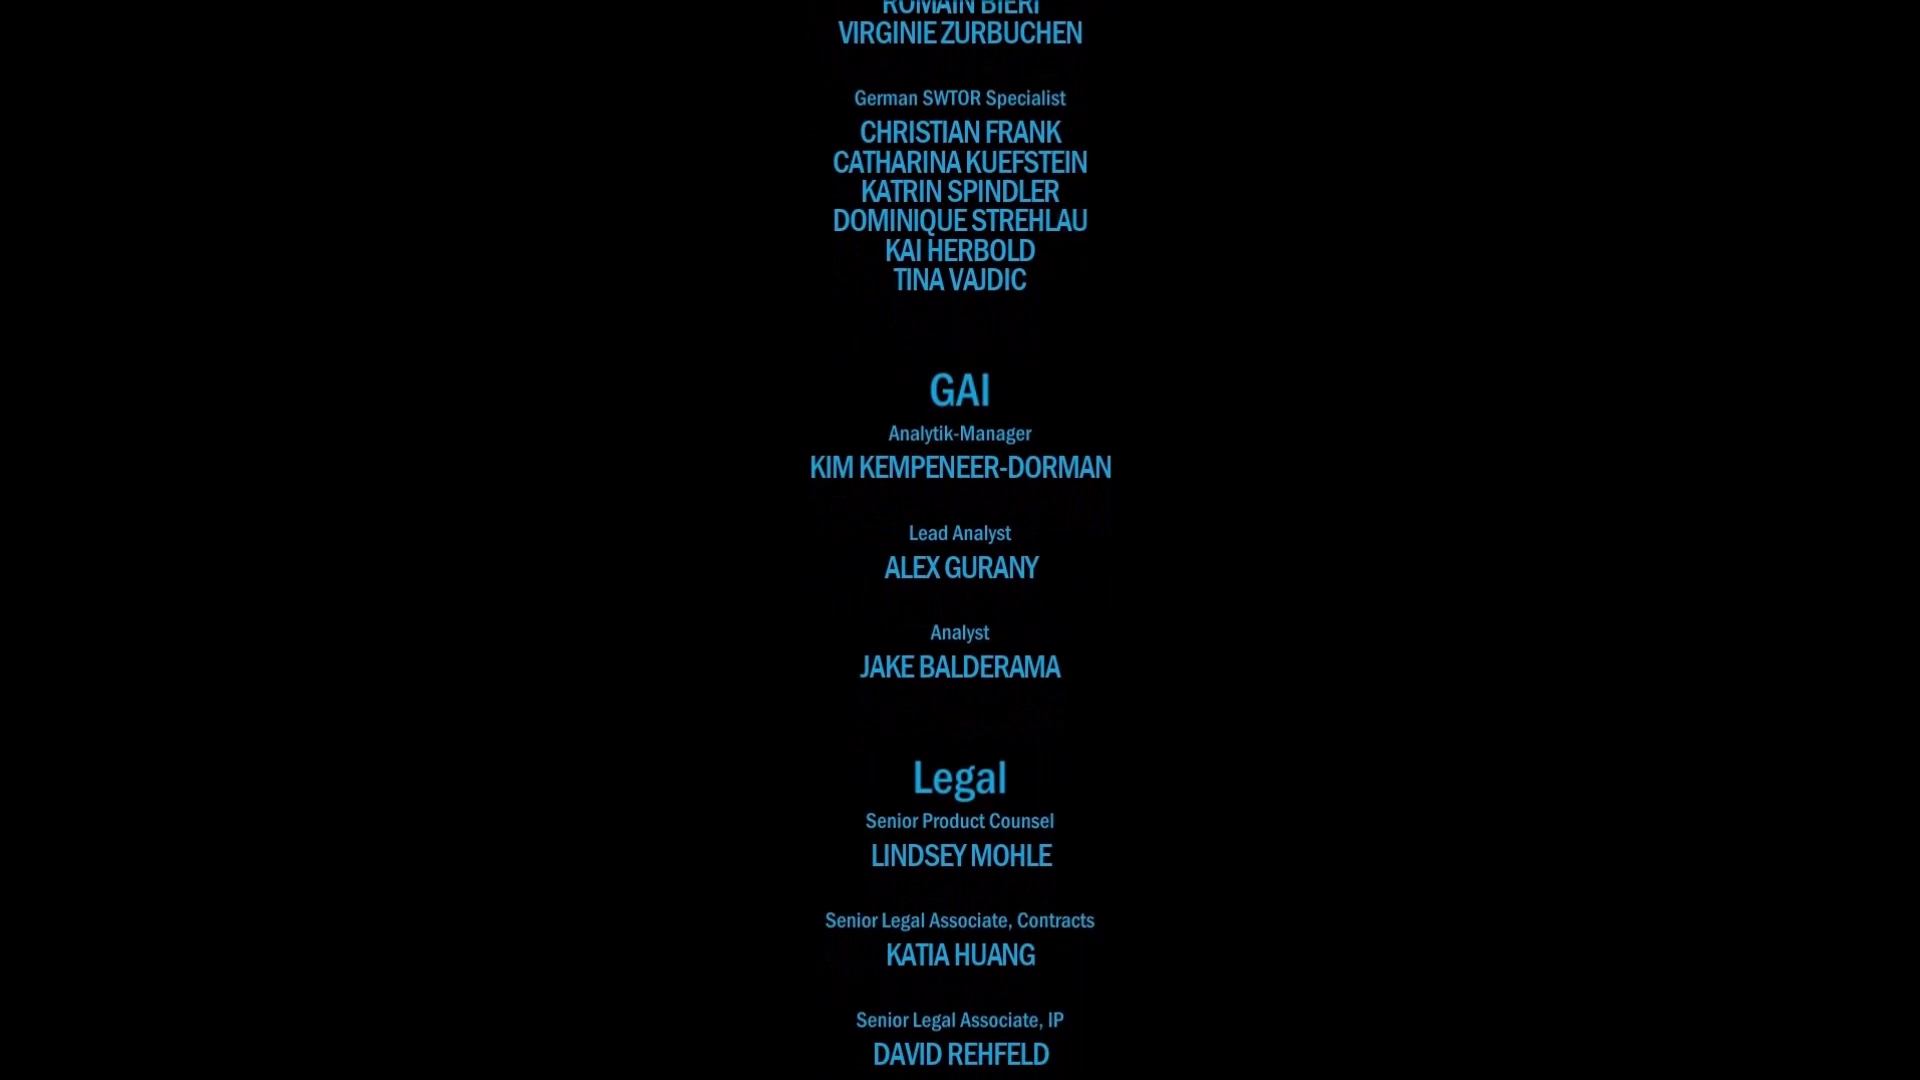 ROMAIN BIERI
VIRGINIE ZURBUCHEN
German SWTOR Specialist
CHRISTIAN FRANK
CATHARINA KUEFSTEIN
KATRIN SPINDLER
DOMINIQUE STREHLAU
KAI HERBOLD
TINA VAJDIC
GAI
Analytik-Manager
KIM KEMPENEER-DORMAN
Lead Analyst
ALEX GURANY
Analyst
JAKE BALDERAMA
Legal
Senior Product Counsel
LINDSEY MOHLE
Senior Legal Associate, Contracts
KATIA HUANG
Senior Legal Associate, IP
DAVID REHFELD